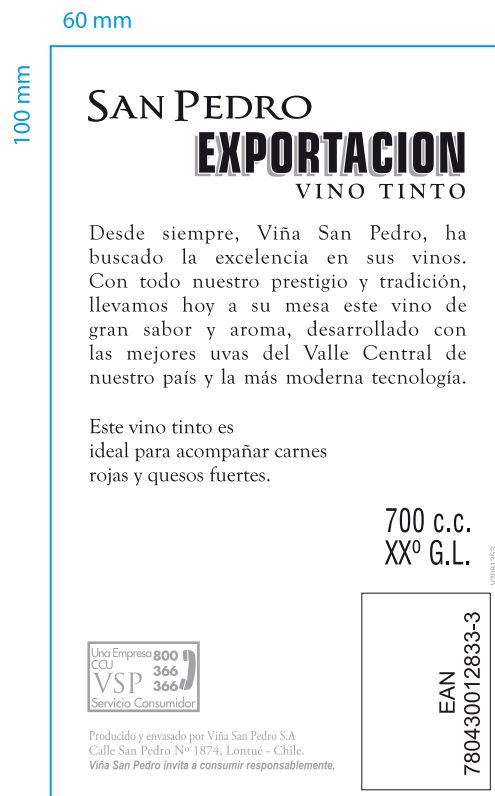 60 mm
100 mm
SAN PEDRO
EXPORTACION
VINO TINTO
Desde siempre, Viña San Pedro, ha
buscado la excelencia en sus vinos.
Con todo nuestro prestigio y tradición,
llevamos hoy a su mesa este vino de
gran sabor y aroma, desarrollado con
las mejores uvas del Valle Central de
nuestro país y la más moderna tecnología.
Este vino tinto es
ideal para acompañar carnes
rojas y quesos fuertes.
700 c.c.
XXº G.L.
V2081353
EAN
780430012833-3
Una Empresa
CCU
VSP
800
366
366
Servicio Consumidor
Producido y envasado por Viña San Pedro S.A
Calle San Pedro Nº 1874, Lontué - Chile.
Viña San Pedro invita a consumir responsablemente.